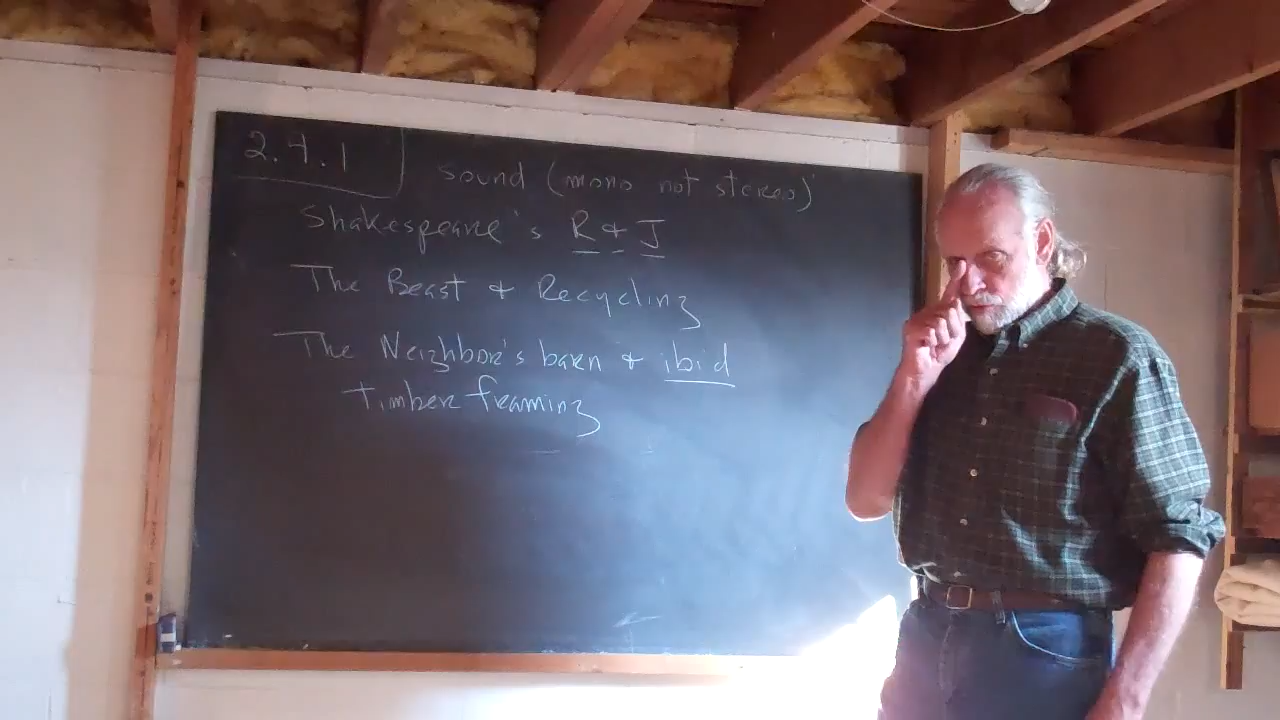 2.4.1
sound (mono not stereo)
Shakespeare's R & J
The Beast & Recycling
The Neighbor's barn & ibid
timber framing